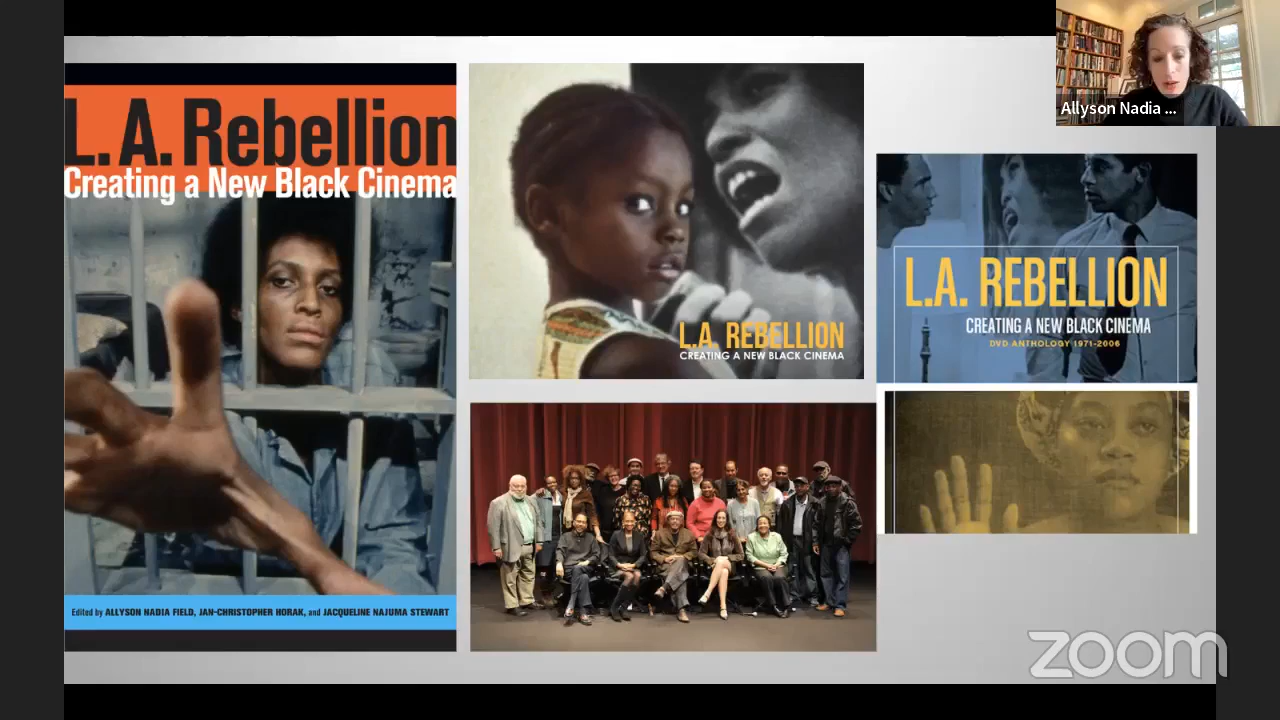 L.A. Rebellion
Creating a New Black Cinema
Edited by ALLYSON NADIA FIELD, JAN-CHRISTOPHER HORAK, and JACQUELINE NAJUMA STEWART
L.A. REBELLION
CREATING A NEW BLACK CINEMA
L.A. REBELLION
CREATING A NEW BLACK CINEMA
DVD ANTHOLOGY 1971-2006
Allyson Nadia ...
zoom